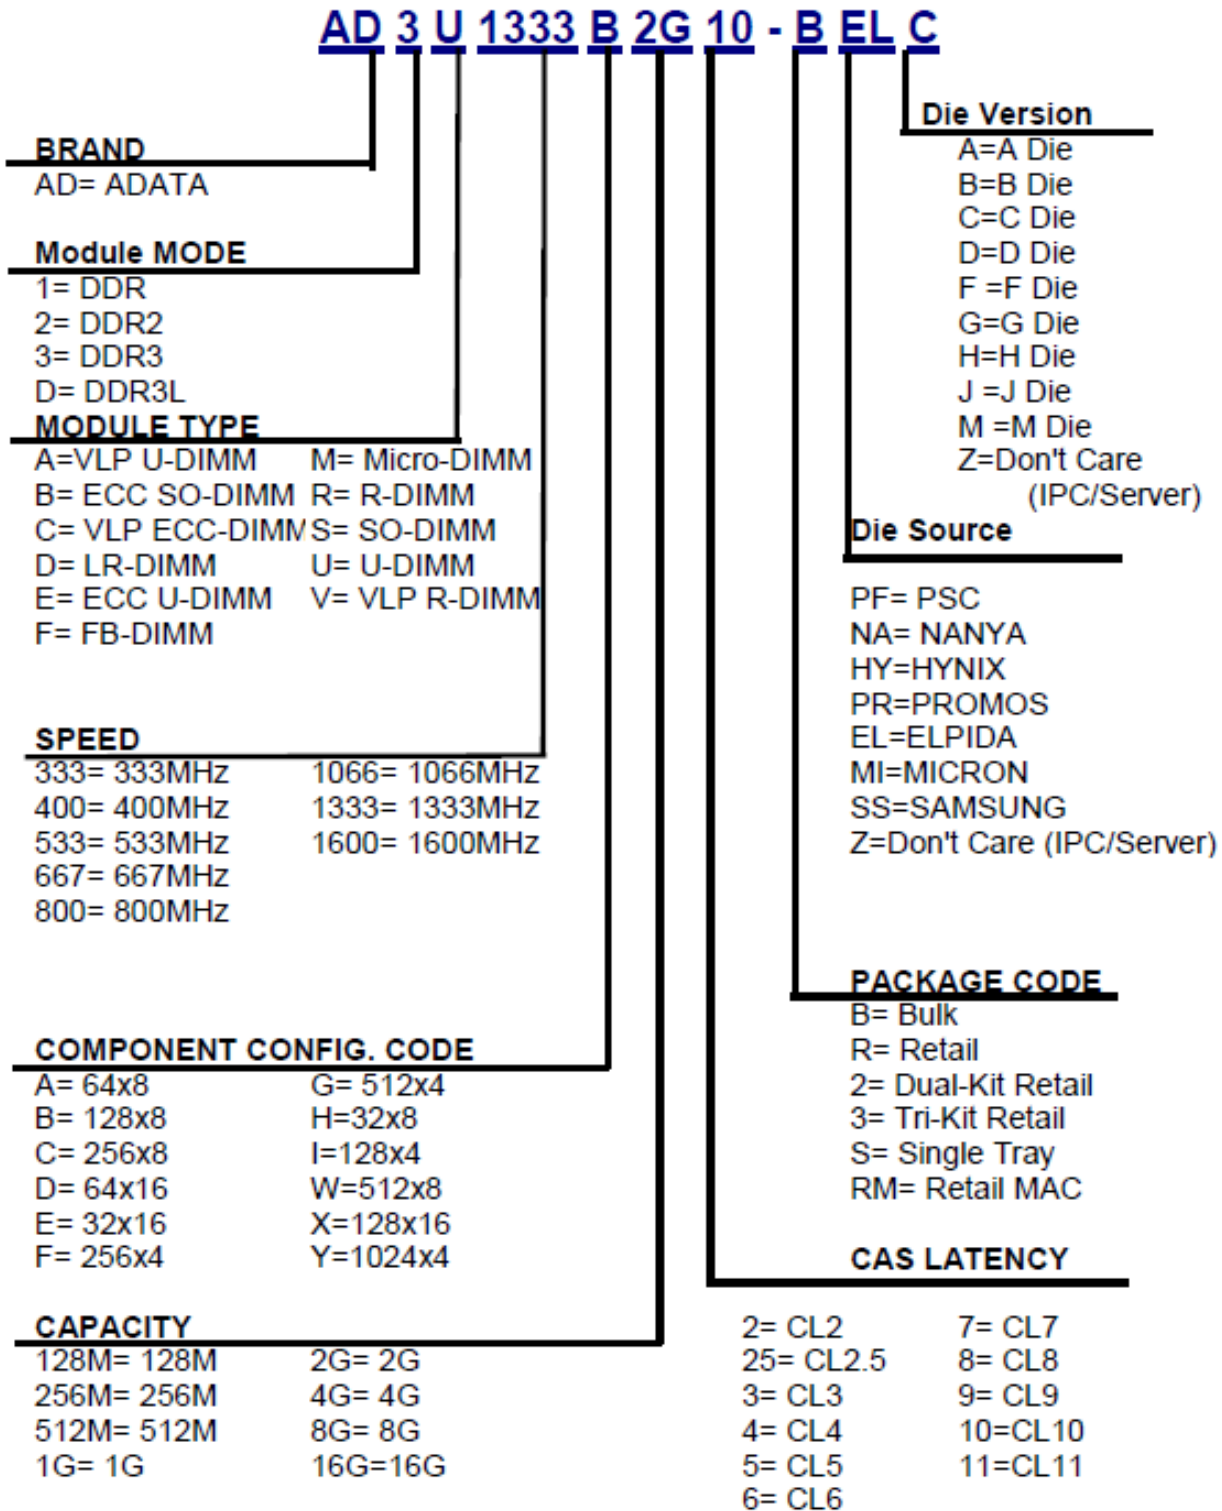 AD 3 U 1333 B 2G 10 - B EL C
BRAND
AD= ADATA
Module MODE
1= DDR
2= DDR2
3= DDR3
D= DDR3L
MODULE TYPE
A=VLP U-DIMM M= Micro-DIMM
B= ECC SO-DIMM R= R-DIMM
C= VLP ECC-DIMM S= SO-DIMM
D= LR-DIMM U= U-DIMM
E= ECC U-DIMM V= VLP R-DIMM
F= FB-DIMM
SPEED
333= 333MHz 1066= 1066MHz
400= 400MHz 1333= 1333MHz
533= 533MHz 1600= 1600MHz
667= 667MHz
800= 800MHz
COMPONENT CONFIG. CODE
A= 64x8 G= 512x4
B= 128x8 H=32x8
C= 256x8 I=128x4
D= 64x16 W=512x8
E= 32x16 X=128x16
F= 256x4 Y=1024x4
CAPACITY
128M= 128M 2G= 2G
256M= 256M 4G= 4G
512M= 512M 8G= 8G
1G= 1G 16G=16G
Die Version
A=A Die
B=B Die
C=C Die
D=D Die
F =F Die
G=G Die
H=H Die
J =J Die
M =M Die
Z=Don't Care
(IPC/Server)
Die Source
PF= PSC
NA= NANYA
HY=HYNIX
PR=PROMOS
EL=ELPIDA
MI=MICRON
SS=SAMSUNG
Z=Don't Care (IPC/Server)
PACKAGE CODE
B= Bulk
R= Retail
2= Dual-Kit Retail
3= Tri-Kit Retail
S= Single Tray
RM= Retail MAC
CAS LATENCY
2= CL2 7= CL7
25= CL2.5 8= CL8
3= CL3 9= CL9
4= CL4 10=CL10
5= CL5 11=CL11
6= CL6